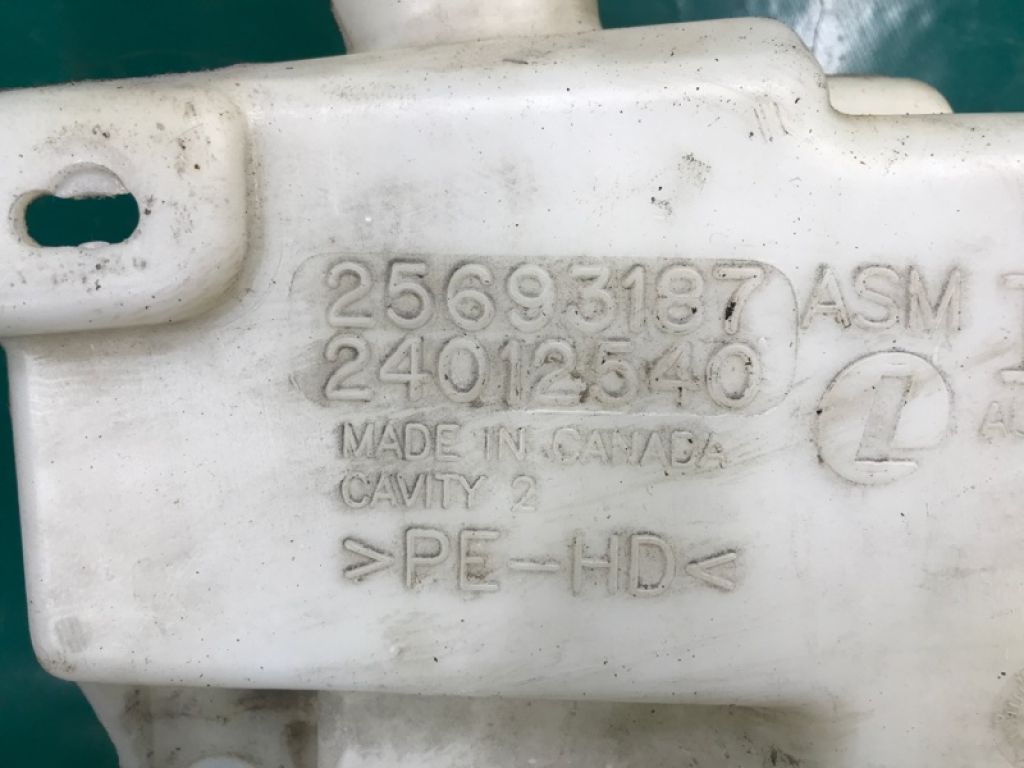 25693187 ASM
24012540
L
MADE IN CANADA
CAVITY 2
>PE-HD<